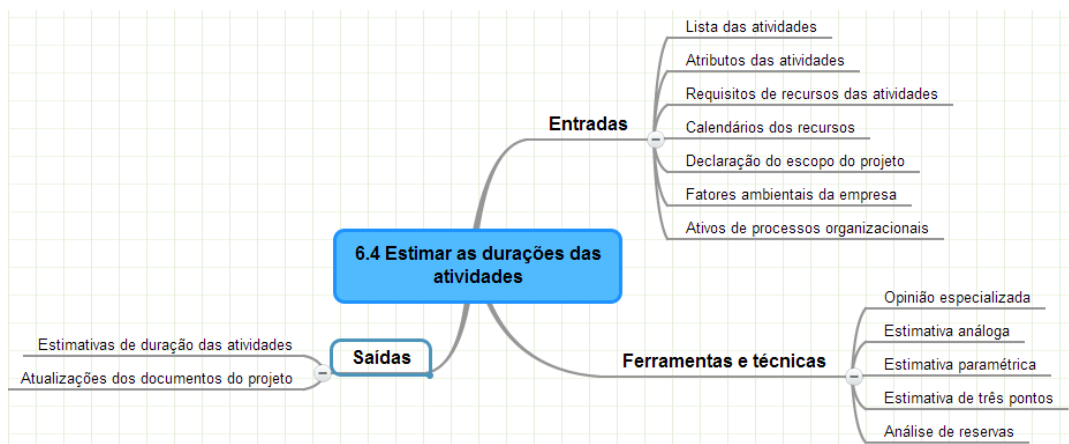 Lista das atividades
Atributos das atividades
Requisitos de recursos das atividades
Entradas
Calendários dos recursos
Declaração do escopo do projeto
Fatores ambientais da empresa
Ativos de processos organizacionais
6.4 Estimar as durações das
atividades
Opinião especializada
Estimativa análoga
Ferramentas e técnicas
Estimativa paramétrica
Estimativa de três pontos
Análise de reservas
Saídas
Estimativas de duração das atividades
Atualizações dos documentos do projeto